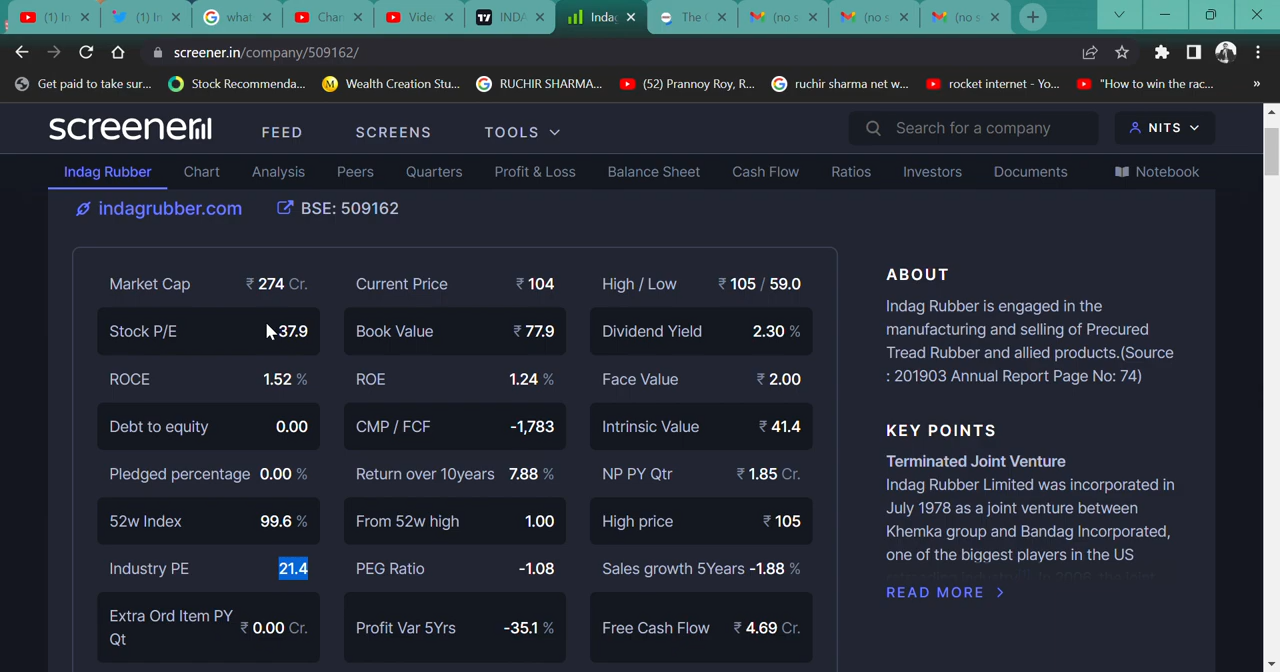 (1) In
(1) In
what
Chan
Video
INDA
Indag
The C
(no s
(no s
(no s
screener.in/company/509162/
Get paid to take sur...
Stock Recommenda...
Wealth Creation Stu...
RUCHIR SHARMA...
(52) Prannoy Roy, R...
ruchir sharma net w...
rocket internet - Yo...
"How to win the rac...
»
screener
FEED
SCREENS
TOOLS
Search for a company
NITS
Indag Rubber
Chart
Analysis
Peers
Quarters
Profit & Loss
Balance Sheet
Cash Flow
Ratios
Investors
Documents
Notebook
indagrubber.com
BSE: 509162
Market Cap ₹ 274 Cr.
Current Price ₹ 104
High / Low ₹ 105 / 59.0
Stock P/E 37.9
Book Value ₹ 77.9
Dividend Yield 2.30 %
ROCE 1.52 %
ROE 1.24 %
Face Value ₹ 2.00
Debt to equity 0.00
CMP / FCF -1,783
Intrinsic Value ₹ 41.4
Pledged percentage 0.00 %
Return over 10years 7.88 %
NP PY Qtr ₹ 1.85 Cr.
52w Index 99.6 %
From 52w high 1.00
High price ₹ 105
Industry PE 21.4
PEG Ratio -1.08
Sales growth 5Years -1.88 %
Extra Ord Item PY
Qt ₹ 0.00 Cr.
Profit Var 5Yrs -35.1 %
Free Cash Flow ₹ 4.69 Cr.
ABOUT
Indag Rubber is engaged in the
manufacturing and selling of Precured
Tread Rubber and allied products.(Source
: 201903 Annual Report Page No: 74)
KEY POINTS
Terminated Joint Venture
Indag Rubber Limited was incorporated in
July 1978 as a joint venture between
Khemka group and Bandag Incorporated,
one of the biggest players in the US
READ MORE